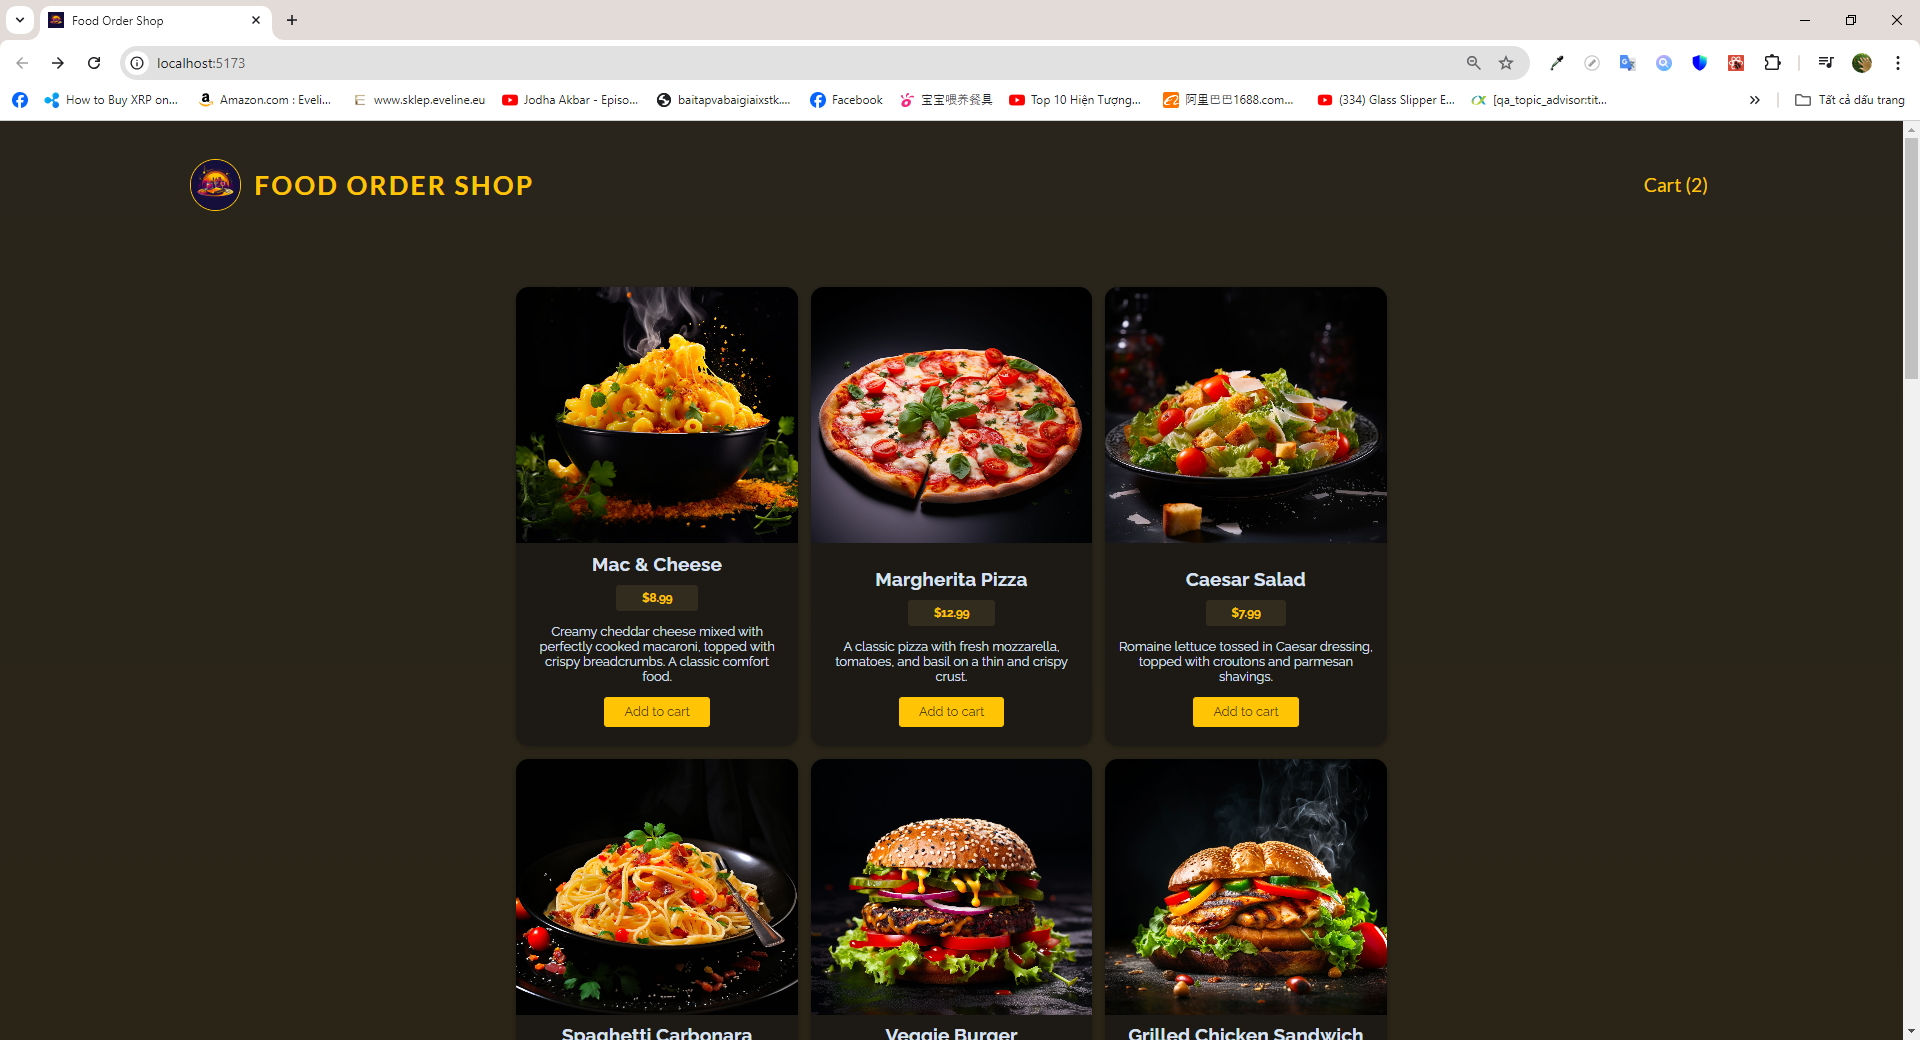 Food Order Shop
localhost:5173
How to Buy XRP on...
Amazon.com : Eveli...
www.sklep.eveline.eu
Jodha Akbar - Episo...
baitapvabaigiaixstk....
Facebook
宝宝喂养餐具
Top 10 Hiện Tượng...
阿里巴巴1688.com...
(334) Glass Slipper E...
[qa_topic_advisor:tit...
Tất cả dấu trang
FOOD ORDER SHOP
Cart (2)
Mac & Cheese
$8.99
Creamy cheddar cheese mixed with
perfectly cooked macaroni, topped with
crispy breadcrumbs. A classic comfort
food.
Add to cart
Margherita Pizza
$12.99
A classic pizza with fresh mozzarella,
tomatoes, and basil on a thin and crispy
crust.
Add to cart
Caesar Salad
$7.99
Romaine lettuce tossed in Caesar dressing,
topped with croutons and parmesan
shavings.
Add to cart
Spaghetti Carbonara
Veggie Burger
Grilled Chicken Sandwich